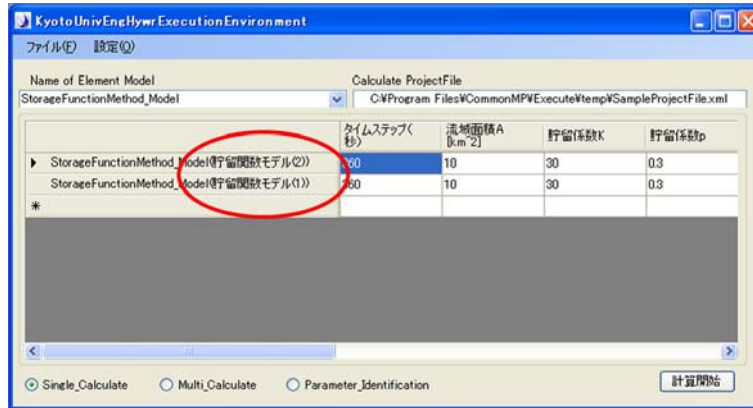 KyotoUnivEngHywrExecutionEnvironment
ファイル(F) 設定(O)
Name of Element Model Calculate ProjectFile
StorageFunctionMethod_Model C:¥Program Files¥CommonMP¥Execute¥temp¥SampleProjectFile.xml
タイムステップ(秒) 流域面積A [km^2] 貯留係数K 貯留係数p
StorageFunctionMethod_Model(貯留関数モデル(2)) 360 10 30 0.3
StorageFunctionMethod_Model(貯留関数モデル(1)) 360 10 30 0.3
*
Single_Calculate Multi_Calculate Parameter_Identification 計算開始